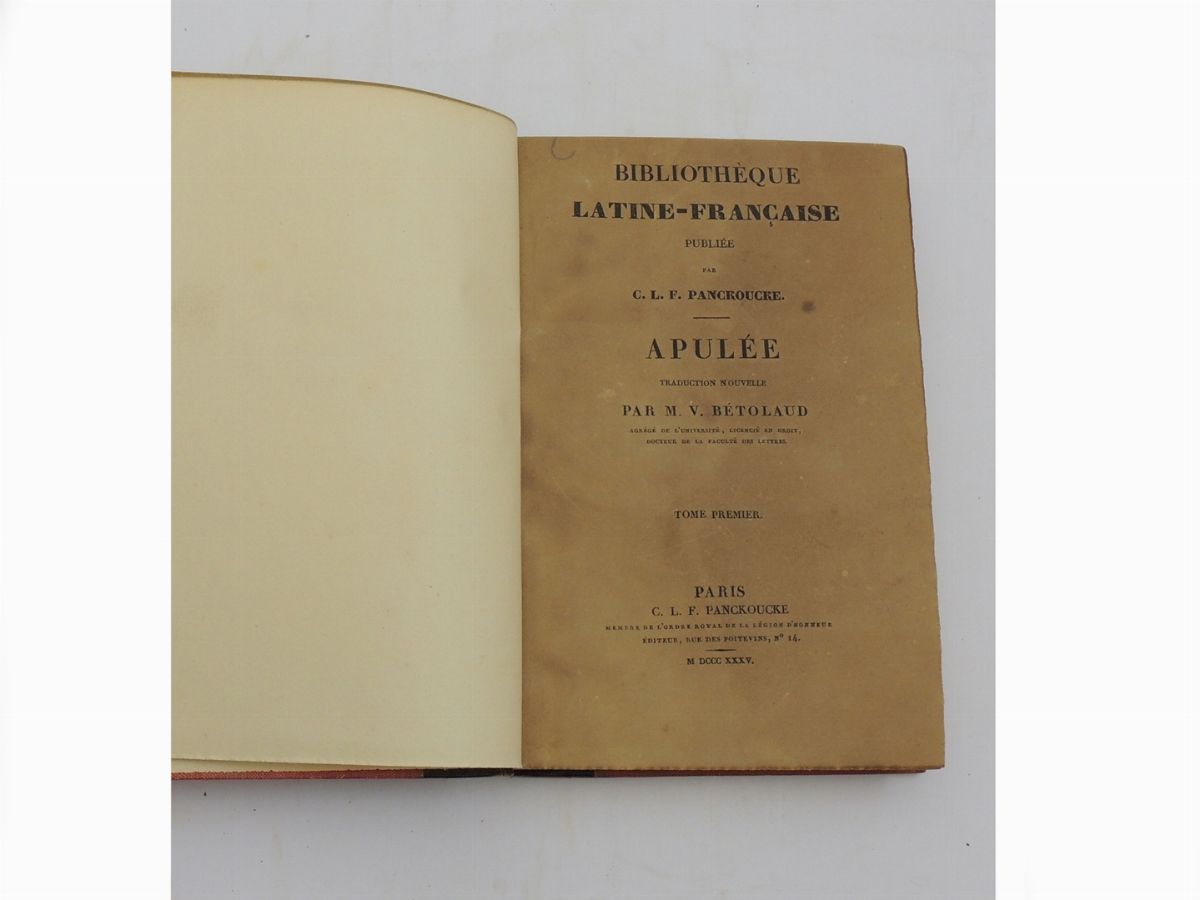 BIBLIOTHÈQUE
LATINE-FRANÇAISE
PUBLIÉE
PAR
C. L. F. PANCKOUCKE.
APULÉE
TRADUCTION NOUVELLE
PAR M. V. BÉTOLAUD
AGRÉGÉ DE L'UNIVERSITÉ, LICENCIÉ EN DROIT,
DOCTEUR DE LA FACULTÉ DES LETTRES.
TOME PREMIER.
PARIS
C. L. F. PANCKOUCKE
MEMBRE DE L'ORDRE ROYAL DE LA LÉGION D'HONNEUR
ÉDITEUR, RUE DES POITEVINS, Nº 14.
M DCCC XXXV.